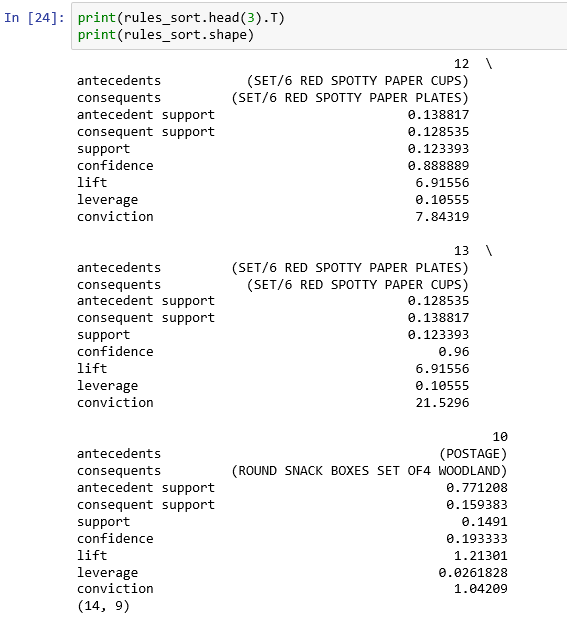 In [24]: print(rules_sort.head(3).T)
print(rules_sort.shape)
12 \
antecedents (SET/6 RED SPOTTY PAPER CUPS)
consequents (SET/6 RED SPOTTY PAPER PLATES)
antecedent support 0.138817
consequent support 0.128535
support 0.123393
confidence 0.888889
lift 6.91556
leverage 0.10555
conviction 7.84319
13 \
antecedents (SET/6 RED SPOTTY PAPER PLATES)
consequents (SET/6 RED SPOTTY PAPER CUPS)
antecedent support 0.128535
consequent support 0.138817
support 0.123393
confidence 0.96
lift 6.91556
leverage 0.10555
conviction 21.5296
10
antecedents (POSTAGE)
consequents (ROUND SNACK BOXES SET OF4 WOODLAND)
antecedent support 0.771208
consequent support 0.159383
support 0.1491
confidence 0.193333
lift 1.21301
leverage 0.0261828
conviction 1.04209
(14, 9)